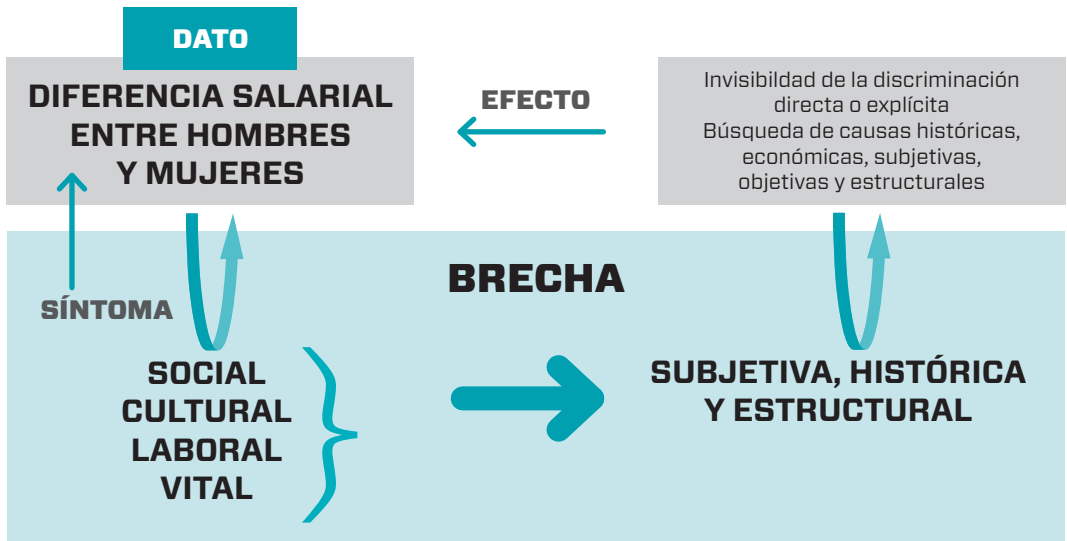 DATO
DIFERENCIA SALARIAL
ENTRE HOMBRES
Y MUJERES
EFECTO
Invisibildad de la discriminación
directa o explícita
Búsqueda de causas históricas,
económicas, subjetivas,
objetivas y estructurales
BRECHA
SÍNTOMA
SOCIAL
CULTURAL
LABORAL
VITAL
SUBJETIVA, HISTÓRICA
Y ESTRUCTURAL